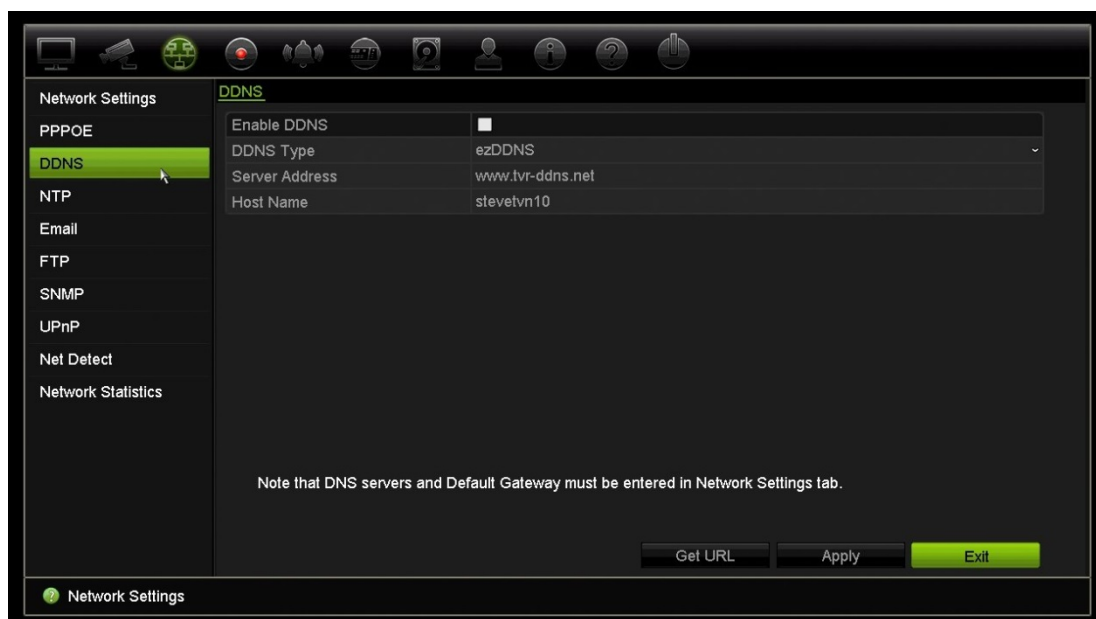 Network Settings
PPPOE
DDNS
NTP
Email
FTP
SNMP
UPnP
Net Detect
Network Statistics
DDNS
Enable DDNS
DDNS Type ezDDNS
Server Address www.tvr-ddns.net
Host Name stevetvn10
Note that DNS servers and Default Gateway must be entered in Network Settings tab.
Get URL Apply Exit
Network Settings